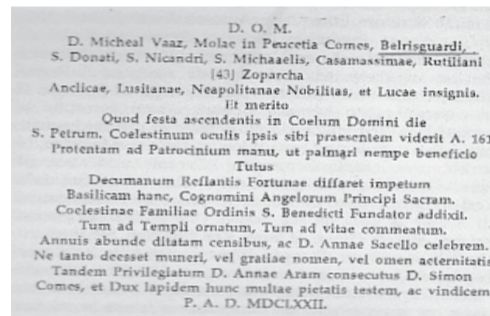 D. O. M.
D. Micheal Vaaz, Molae in Peucetia Comes, Belrisguardi,
S. Donati, S. Nicandri, S. Michaaelis, Casamassimae, Rutiliani
[43] Zoparcha
Anclicae, Lusitanae, Neapolitanae Nobilitas, et Lucae insignis.
Et merito
Quod festa ascendentis in Coelum Domini die
S. Petrum, Coelestinum oculis ipsis sibi praesentem viderit A. 161
Protentam ad Patrocinium manu, ut palmari nempe beneficio
Tutus
Decumanum Reflantis Fortunae diffaret impetum
Basilicam hanc, Cognomini Angelorum Principi Sacram.
Coelestinae Familiae Ordinis S. Benedicti Fundator addixit.
Tum ad Templi ornatum, Tum ad vitae commeatum.
Annuis abunde ditatam censibus, ac D. Annae Sacello celebrem.
Ne tanto deesset muneri, vel gratiae nomen, vel omen aeternitatis
Tandem Privilegiatum D. Annae Aram consecutus D. Simon
Comes, et Dux lapidem hunc multae pietatis testem, ac vindicem
P. A. D. MDCLXXII.